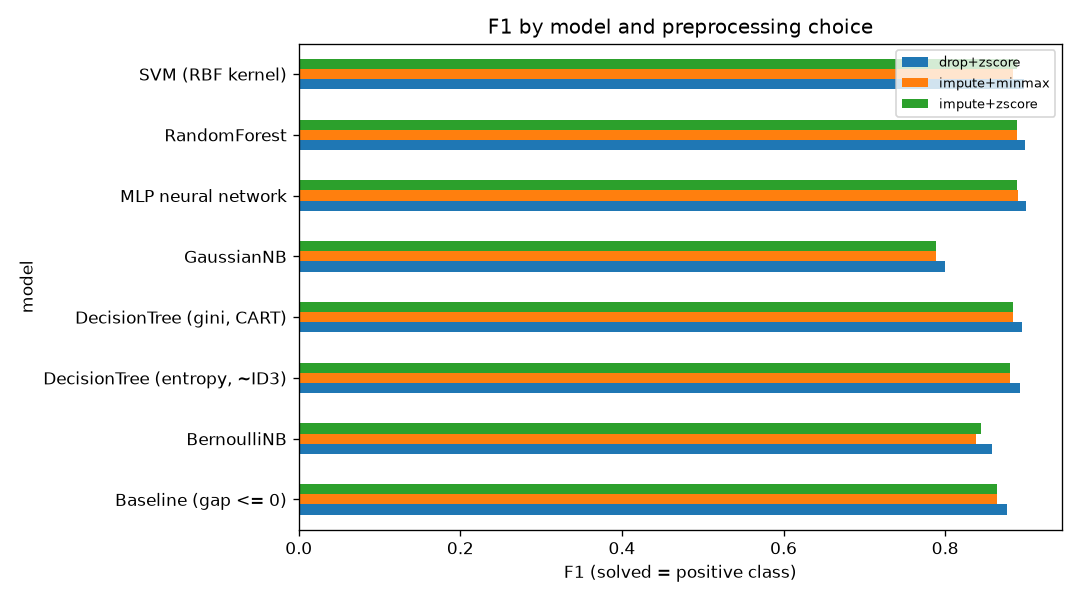 F1 by model and preprocessing choice
drop+zscore
impute+minmax
impute+zscore
SVM (RBF kernel)
RandomForest
MLP neural network
GaussianNB
DecisionTree (gini, CART)
DecisionTree (entropy, ~ID3)
BernoulliNB
Baseline (gap <= 0)
model
0.0 0.2 0.4 0.6 0.8
F1 (solved = positive class)